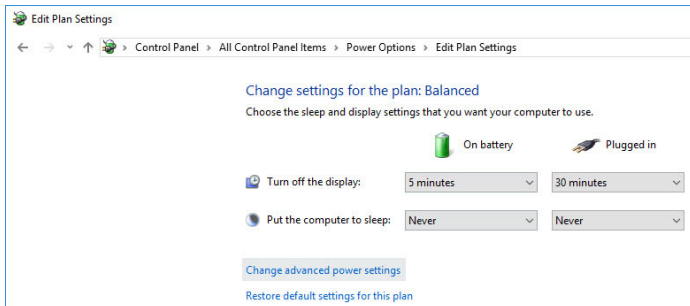 Edit Plan Settings
Control Panel > All Control Panel Items > Power Options > Edit Plan Settings
Change settings for the plan: Balanced
Choose the sleep and display settings that you want your computer to use.
On battery Plugged in
Turn off the display: 5 minutes 30 minutes
Put the computer to sleep: Never Never
Change advanced power settings
Restore default settings for this plan